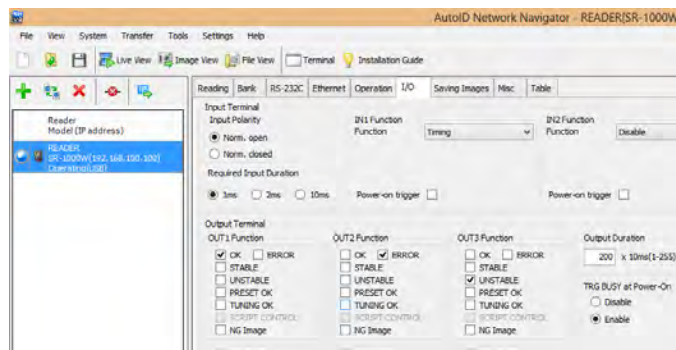 AutoID Network Navigator - READER[SR-1000W
File View System Transfer Tools Settings Help
Live View Image View File View Terminal Installation Guide
Reading Bank RS-232C Ethernet Operation I/O Saving Images Misc Table
Reader
Model (IP address)
READER
SR-1000W(192.168.150.100)
Operating(USB)
Input Terminal
Input Polarity IN1 Function IN2 Function
Norm. open Function Timing Function Disable
Norm. closed
Required Input Duration
1ms 2ms 10ms Power-on trigger Power-on trigger
Output Terminal
OUT1 Function OUT2 Function OUT3 Function Output Duration
OK ERROR OK ERROR OK ERROR 200 x 10ms(1-255)
STABLE STABLE STABLE
UNSTABLE UNSTABLE UNSTABLE TRG BUSY at Power-On
PRESET OK PRESET OK PRESET OK Disable
TUNING OK TUNING OK TUNING OK Enable
SCRIPT CONTROL SCRIPT CONTROL SCRIPT CONTROL
NG Image NG Image NG Image